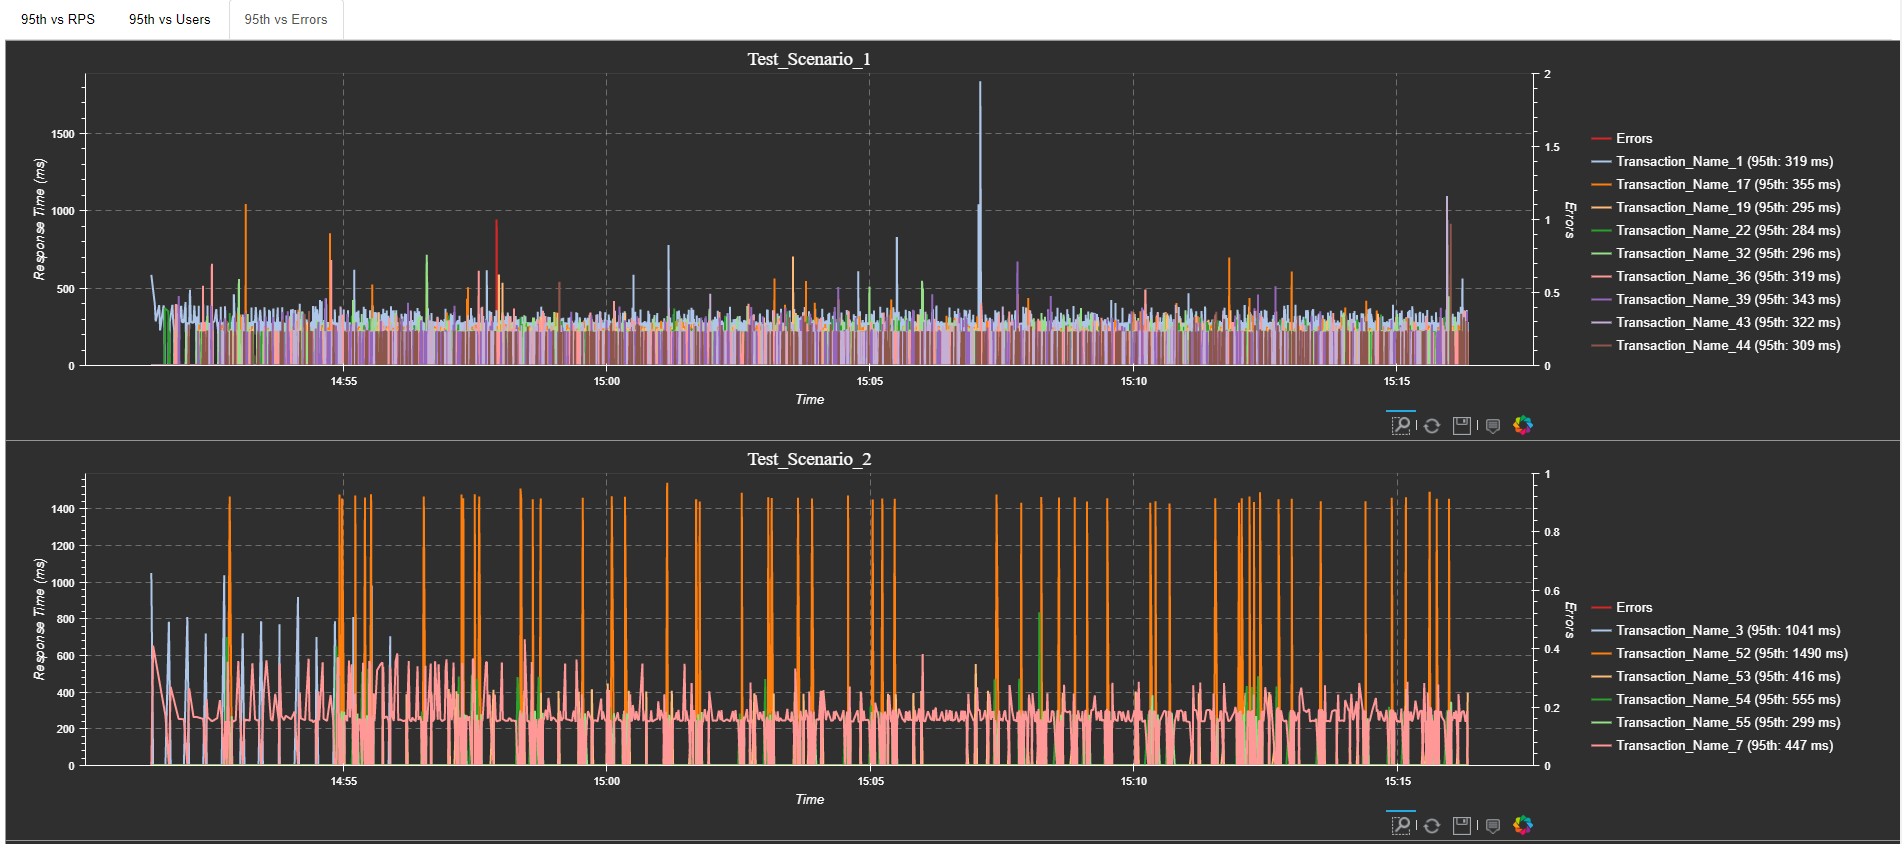 95th vs RPS 95th vs Users 95th vs Errors
Test_Scenario_1
Response Time (ms)
1500
1000
500
0
14:55 15:00 15:05 15:10 15:15
Time
2
1.5
1
0.5
0
Errors
Errors
Transaction_Name_1 (95th: 319 ms)
Transaction_Name_17 (95th: 355 ms)
Transaction_Name_19 (95th: 295 ms)
Transaction_Name_22 (95th: 284 ms)
Transaction_Name_32 (95th: 296 ms)
Transaction_Name_36 (95th: 319 ms)
Transaction_Name_39 (95th: 343 ms)
Transaction_Name_43 (95th: 322 ms)
Transaction_Name_44 (95th: 309 ms)
Test_Scenario_2
Response Time (ms)
1400
1200
1000
800
600
400
200
0
14:55 15:00 15:05 15:10 15:15
Time
1
0.8
0.6
0.4
0.2
0
Errors
Errors
Transaction_Name_3 (95th: 1041 ms)
Transaction_Name_52 (95th: 1490 ms)
Transaction_Name_53 (95th: 416 ms)
Transaction_Name_54 (95th: 555 ms)
Transaction_Name_55 (95th: 299 ms)
Transaction_Name_7 (95th: 447 ms)